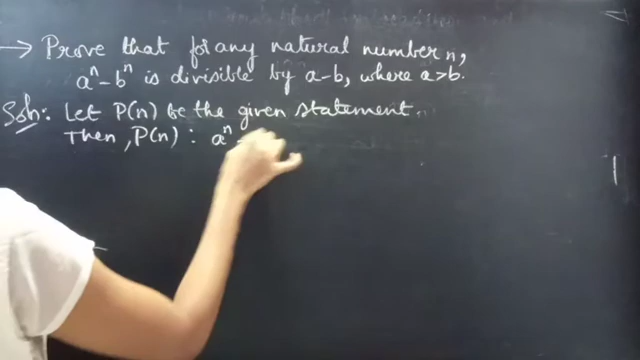 → Prove that for any natural number n,
aⁿ - bⁿ is divisible by a-b, where a>b.
Soln: Let P(n) be the given statement.
Then, P(n) : aⁿ -